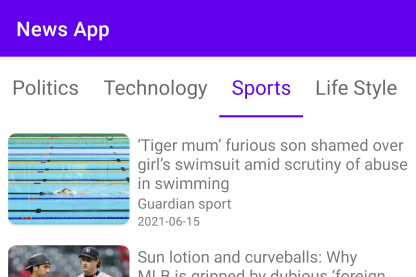 News App
Politics Technology Sports Life Style
‘Tiger mum’ furious son shamed over
girl’s swimsuit amid scrutiny of abuse
in swimming
Guardian sport
2021-06-15
Sun lotion and curveballs: Why
MLB is gripped by dubious ‘foreign